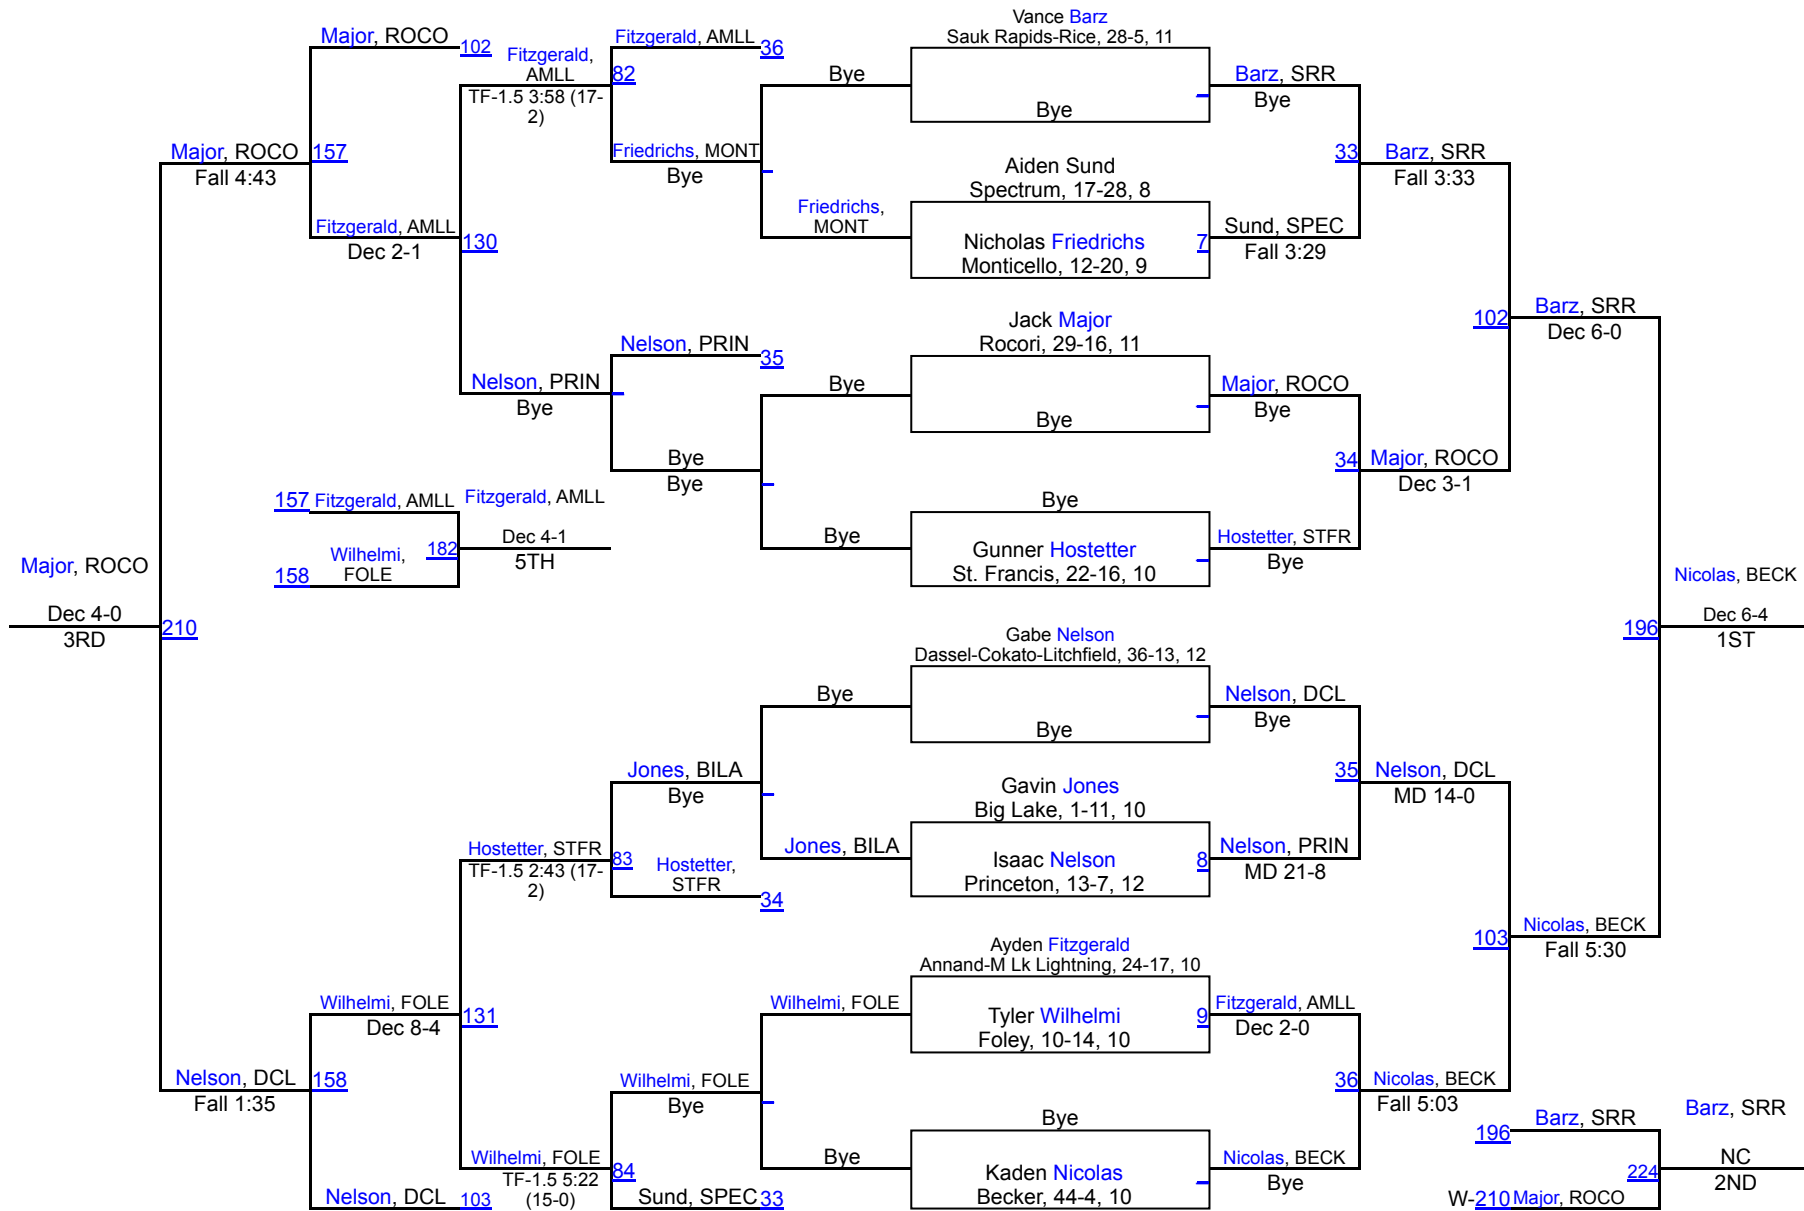 Major, ROCO
102
Fitzgerald,
AMLL
TF-1.5 3:58 (17-
2)
82
Fitzgerald, AMLL
36
Bye
Vance Barz
Sauk Rapids-Rice, 28-5, 11
Bye
Barz, SRR
Bye
Major, ROCO
Fall 4:43
157
Friedrichs, MONT
Bye
Aiden Sund
Spectrum, 17-28, 8
33
Barz, SRR
Fall 3:33
Fitzgerald, AMLL
Dec 2-1
130
Friedrichs,
MONT
Nicholas Friedrichs
Monticello, 12-20, 9
7
Sund, SPEC
Fall 3:29
Jack Major
Rocori, 29-16, 11
102
Barz, SRR
Dec 6-0
Nelson, PRIN
35
Nelson, PRIN
Bye
Bye
Bye
Major, ROCO
Bye
Bye
Bye
34
Major, ROCO
Dec 3-1
157
Fitzgerald, AMLL
Fitzgerald, AMLL
Bye
Wilhelmi,
FOLE
158
182
Dec 4-1
5TH
Bye
Gunner Hostetter
St. Francis, 22-16, 10
Hostetter, STFR
Bye
Major, ROCO
Dec 4-0
3RD
210
Nicolas, BECK
Dec 6-4
1ST
196
Gabe Nelson
Dassel-Cokato-Litchfield, 36-13, 12
Bye
Bye
Nelson, DCL
Bye
Jones, BILA
Bye
Gavin Jones
Big Lake, 1-11, 10
35
Nelson, DCL
MD 14-0
Hostetter, STFR
TF-1.5 2:43 (17-
2)
83
Jones, BILA
Hostetter,
STFR
34
Isaac Nelson
Princeton, 13-7, 12
8
Nelson, PRIN
MD 21-8
Ayden Fitzgerald
Annand-M Lk Lightning, 24-17, 10
103
Nicolas, BECK
Fall 5:30
Wilhelmi, FOLE
Dec 8-4
131
Wilhelmi, FOLE
Tyler Wilhelmi
Foley, 10-14, 10
9
Fitzgerald, AMLL
Dec 2-0
Nelson, DCL
Fall 1:35
158
Wilhelmi, FOLE
Bye
Bye
36
Nicolas, BECK
Fall 5:03
Wilhelmi, FOLE
TF-1.5 5:22
(15-0)
84
Bye
Kaden Nicolas
Becker, 44-4, 10
Nicolas, BECK
Bye
Nelson, DCL
103
Sund, SPEC
33
Barz, SRR
196
Barz, SRR
224
NC
2ND
W-210
Major, ROCO